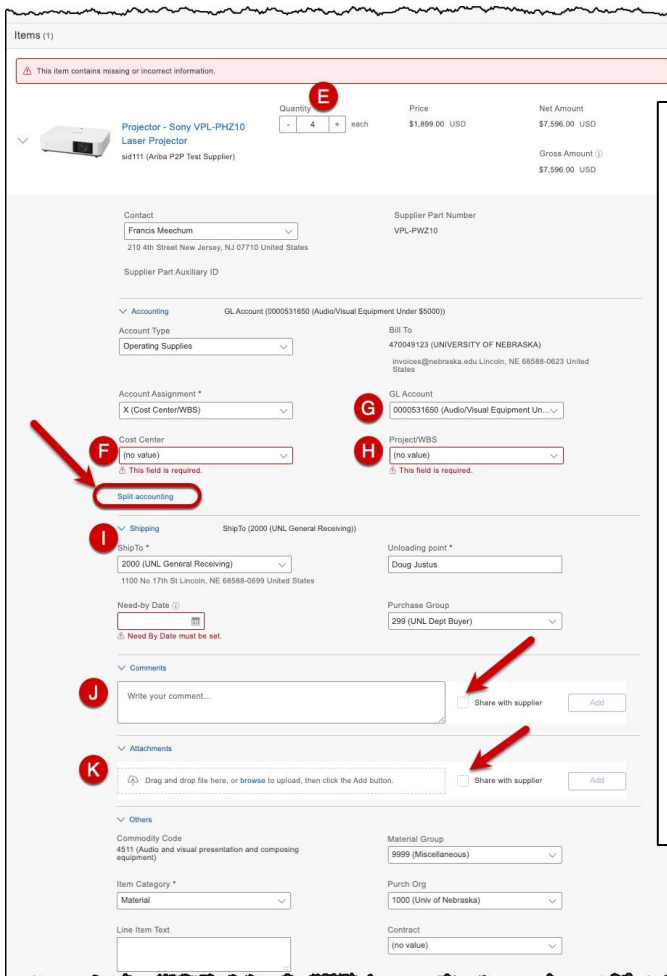 Items (1)
This item contains missing or incorrect information.
E
Quantity Price Net Amount
Projector - Sony VPL-PHZ10 - 4 + each $1,899.00 USD $7,596.00 USD
Laser Projector
sid111 (Ariba P2P Test Supplier) Gross Amount
$7,596.00 USD
Contact Supplier Part Number
Francis Meechum VPL-PWZ10
210 4th Street New Jersey, NJ 07710 United States
Supplier Part Auxiliary ID
Accounting GL Account (0000531650 (Audio/Visual Equipment Under $5000))
Account Type Bill To
Operating Supplies 470049123 (UNIVERSITY OF NEBRASKA)
invoices@nebraska.edu Lincoln, NE 68588-0623 United
States
Account Assignment * GL Account
X (Cost Center/WBS) G 0000531650 (Audio/Visual Equipment Un...
Cost Center Project/WBS
F (no value) H (no value)
This field is required. This field is required.
Split accounting
I Shipping ShipTo (2000 (UNL General Receiving))
ShipTo * Unloading point *
2000 (UNL General Receiving) Doug Justus
1100 No 17th St Lincoln, NE 68588-0699 United States
Need-by Date Purchase Group
299 (UNL Dept Buyer)
Need By Date must be set.
Comments
J Write your comment... Share with supplier Add
Attachments
K Drag and drop file here, or browse to upload, then click the Add button. Share with supplier Add
Others
Commodity Code Material Group
4511 (Audio and visual presentation and composing 9999 (Miscellaneous)
equipment)
Item Category * Purch Org
Material 1000 (Univ of Nebraska)
Line Item Text Contract
(no value)